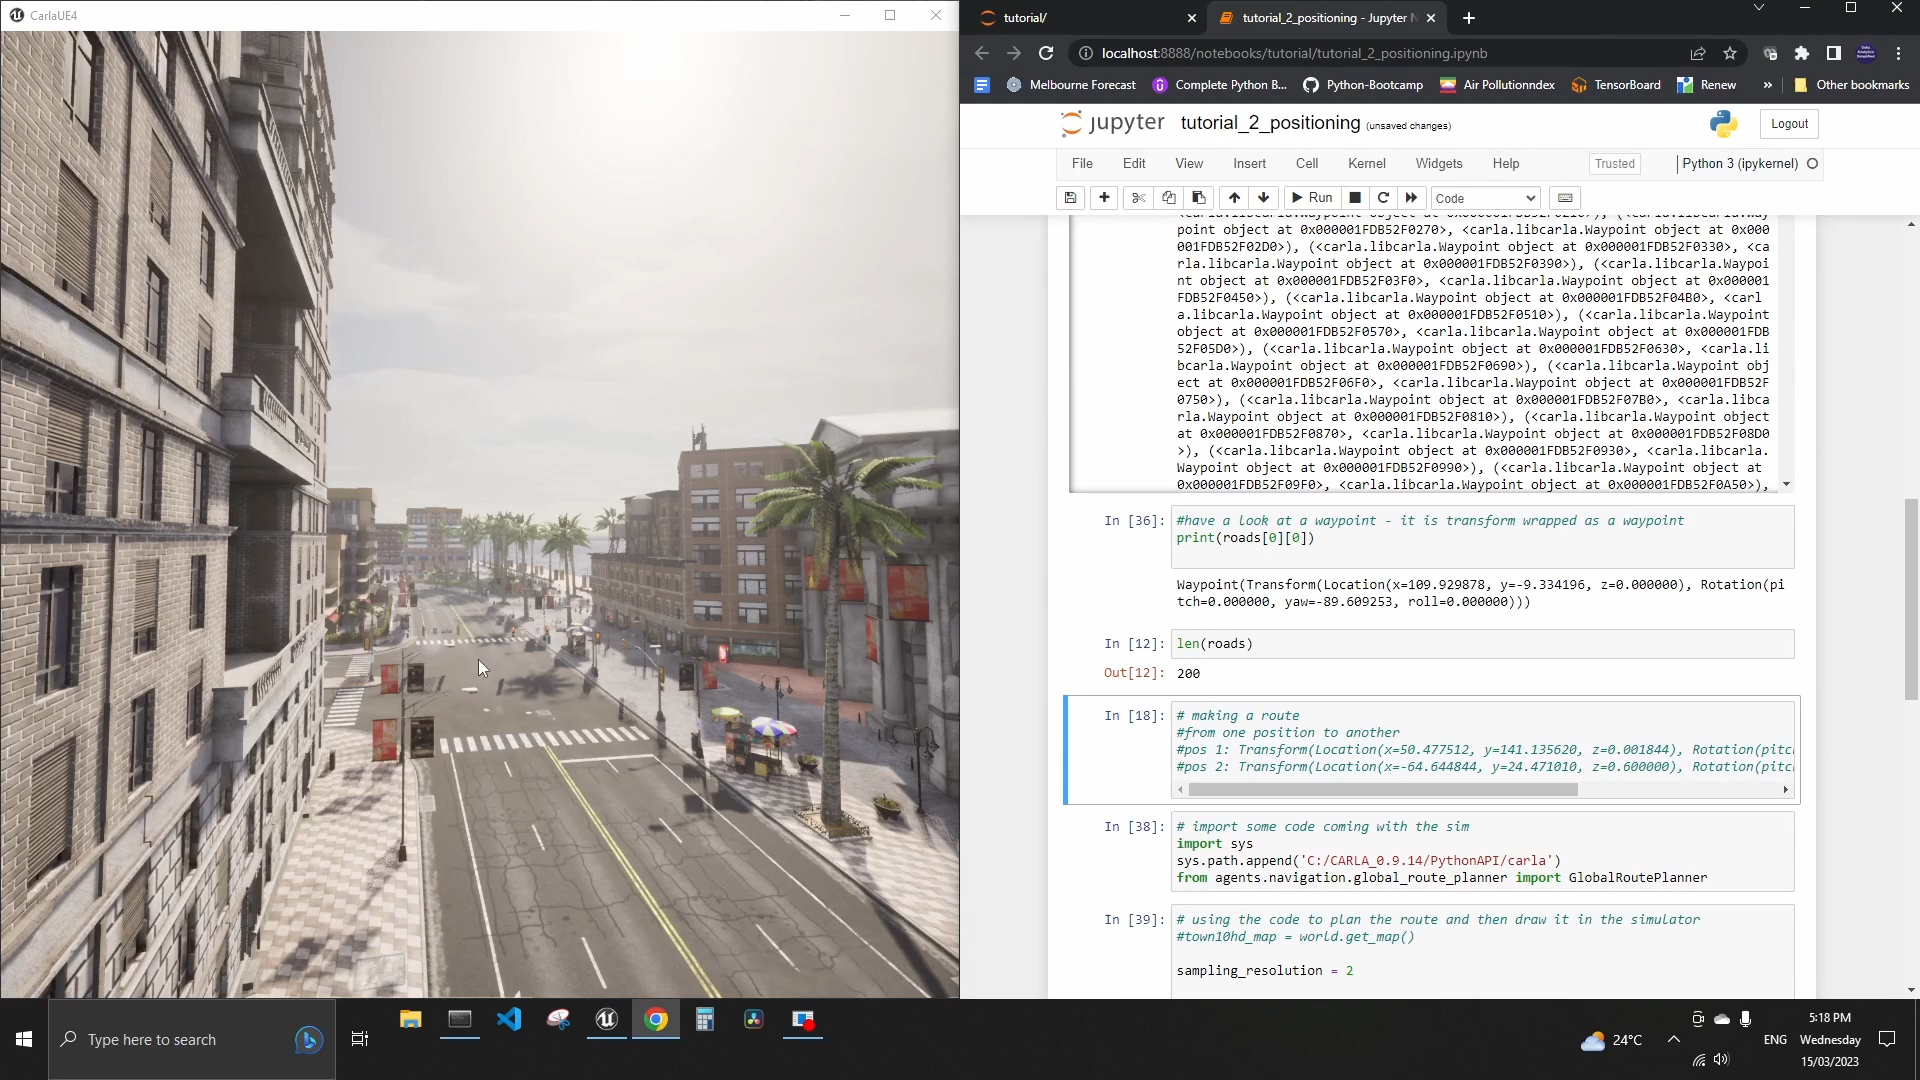 CarlaUE4
tutorial/
tutorial_2_positioning - Jupyter N
localhost:8888/notebooks/tutorial/tutorial_2_positioning.ipynb
Melbourne Forecast
Complete Python B...
Python-Bootcamp
Air Pollutionndex
TensorBoard
Renew
»
Other bookmarks
jupyter tutorial_2_positioning (unsaved changes)
Logout
File Edit View Insert Cell Kernel Widgets Help
Trusted
Python 3 (ipykernel)
Run
Code
point object at 0x000001FDB52F0270>, <carla.libcarla.Waypoint object at 0x000
001FDB52F02D0>), (<carla.libcarla.Waypoint object at 0x000001FDB52F0330>, <ca
rla.libcarla.Waypoint object at 0x000001FDB52F0390>), (<carla.libcarla.Waypoi
nt object at 0x000001FDB52F03F0>, <carla.libcarla.Waypoint object at 0x000001
FDB52F0450>), (<carla.libcarla.Waypoint object at 0x000001FDB52F04B0>, <carl
a.libcarla.Waypoint object at 0x000001FDB52F0510>), (<carla.libcarla.Waypoint
object at 0x000001FDB52F0570>, <carla.libcarla.Waypoint object at 0x000001FDB
52F05D0>), (<carla.libcarla.Waypoint object at 0x000001FDB52F0630>, <carla.li
bcarla.Waypoint object at 0x000001FDB52F0690>), (<carla.libcarla.Waypoint obj
ect at 0x000001FDB52F06F0>, <carla.libcarla.Waypoint object at 0x000001FDB52F
0750>), (<carla.libcarla.Waypoint object at 0x000001FDB52F07B0>, <carla.libca
rla.Waypoint object at 0x000001FDB52F0810>), (<carla.libcarla.Waypoint object
at 0x000001FDB52F0870>, <carla.libcarla.Waypoint object at 0x000001FDB52F08D0
>), (<carla.libcarla.Waypoint object at 0x000001FDB52F0930>, <carla.libcarla.
Waypoint object at 0x000001FDB52F0990>), (<carla.libcarla.Waypoint object at
0x000001FDB52F09F0>, <carla.libcarla.Waypoint object at 0x000001FDB52F0A50>),
In [36]: #have a look at a waypoint - it is transform wrapped as a waypoint
print(roads[0][0])
Waypoint(Transform(Location(x=109.929878, y=-9.334196, z=0.000000), Rotation(pi
tch=0.000000, yaw=-89.609253, roll=0.000000)))
In [12]: len(roads)
Out[12]: 200
In [18]: # making a route
#from one position to another
#pos 1: Transform(Location(x=50.477512, y=141.135620, z=0.001844), Rotation(pitc
#pos 2: Transform(Location(x=-64.644844, y=24.471010, z=0.600000), Rotation(pitc
In [38]: # import some code coming with the sim
import sys
sys.path.append('C:/CARLA_0.9.14/PythonAPI/carla')
from agents.navigation.global_route_planner import GlobalRoutePlanner
In [39]: # using the code to plan the route and then draw it in the simulator
#town10hd_map = world.get_map()
sampling_resolution = 2
Type here to search
24°C
ENG
5:18 PM
Wednesday
15/03/2023